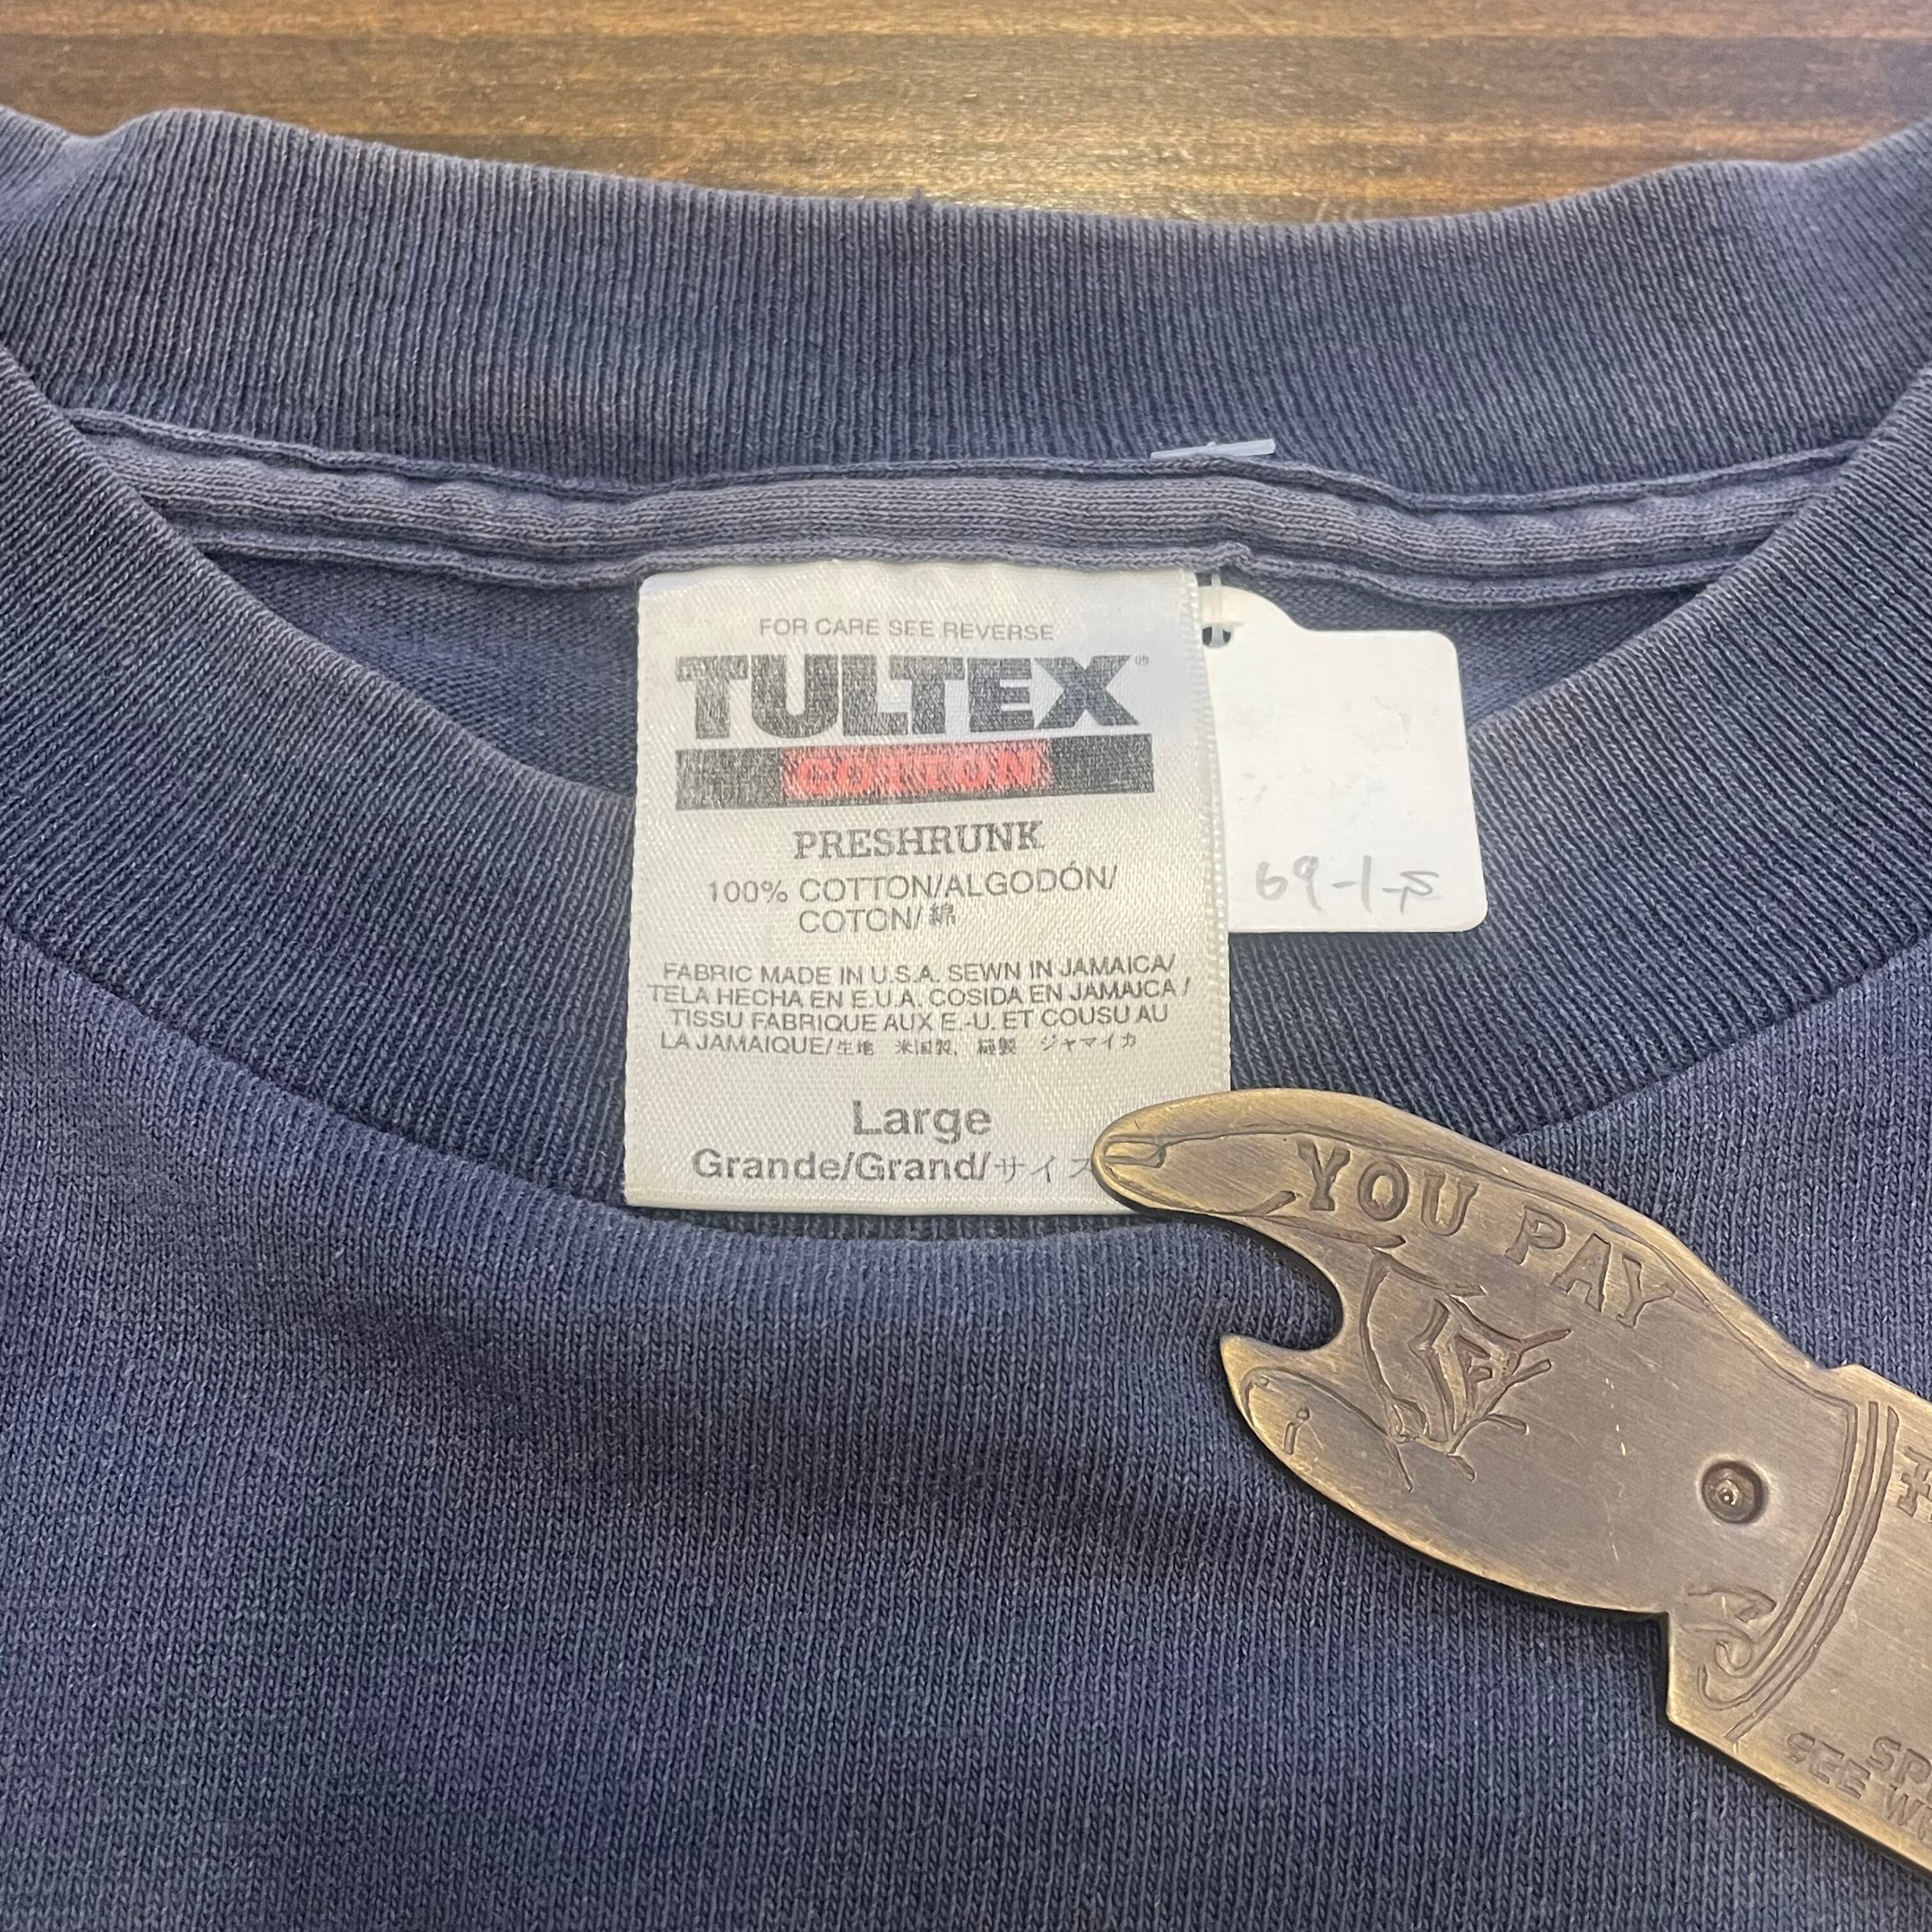 FOR CARE SEE REVERSE
TULTEX®
COTTON
PRESHRUNK
100% COTTON/ALGODÓN/
COTON/綿
FABRIC MADE IN U.S.A. SEWN IN JAMAICA/
TELA HECHA EN E.U.A. COSIDA EN JAMAICA /
TISSU FABRIQUE AUX E.-U. ET COUSU AU
LA JAMAIQUE/生地 米国製, 縫製 ジャマイカ
Large
Grande/Grand/サイズ
YOU PAY
SEE